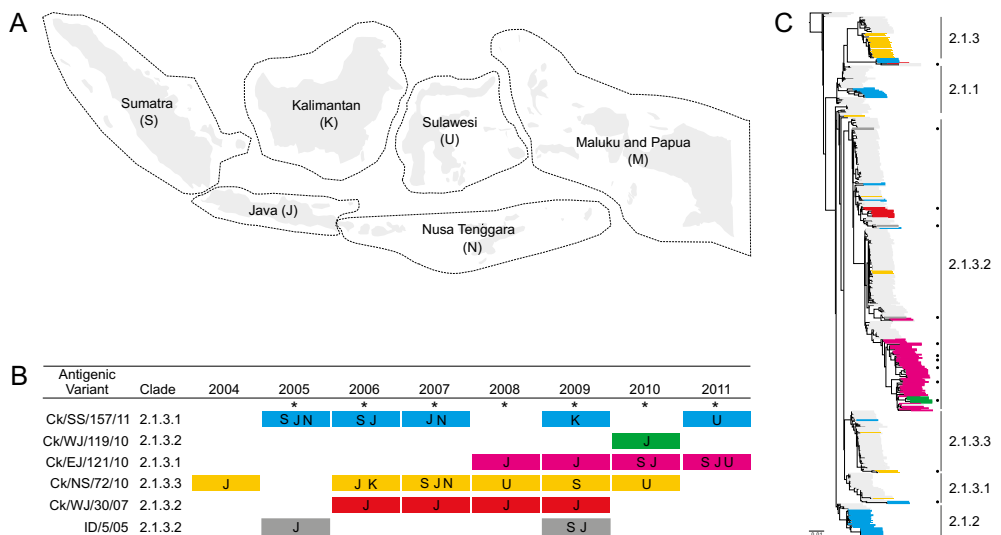 A
Sumatra
(S)
Kalimantan
(K)
Sulawesi
(U)
Maluku and Papua
(M)
Java (J)
Nusa Tenggara
(N)
B
Antigenic
Variant Clade 2004 2005 2006 2007 2008 2009 2010 2011
* * * * * * *
Ck/SS/157/11 2.1.3.1 S J N S J J N K U
Ck/WJ/119/10 2.1.3.2 J
Ck/EJ/121/10 2.1.3.1 J J S J S J U
Ck/NS/72/10 2.1.3.3 J J K S J N U S U
Ck/WJ/30/07 2.1.3.2 J J J J
ID/5/05 2.1.3.2 J S J
C
2.1.3
2.1.1
2.1.3.2
2.1.3.3
2.1.3.1
2.1.2
0.01